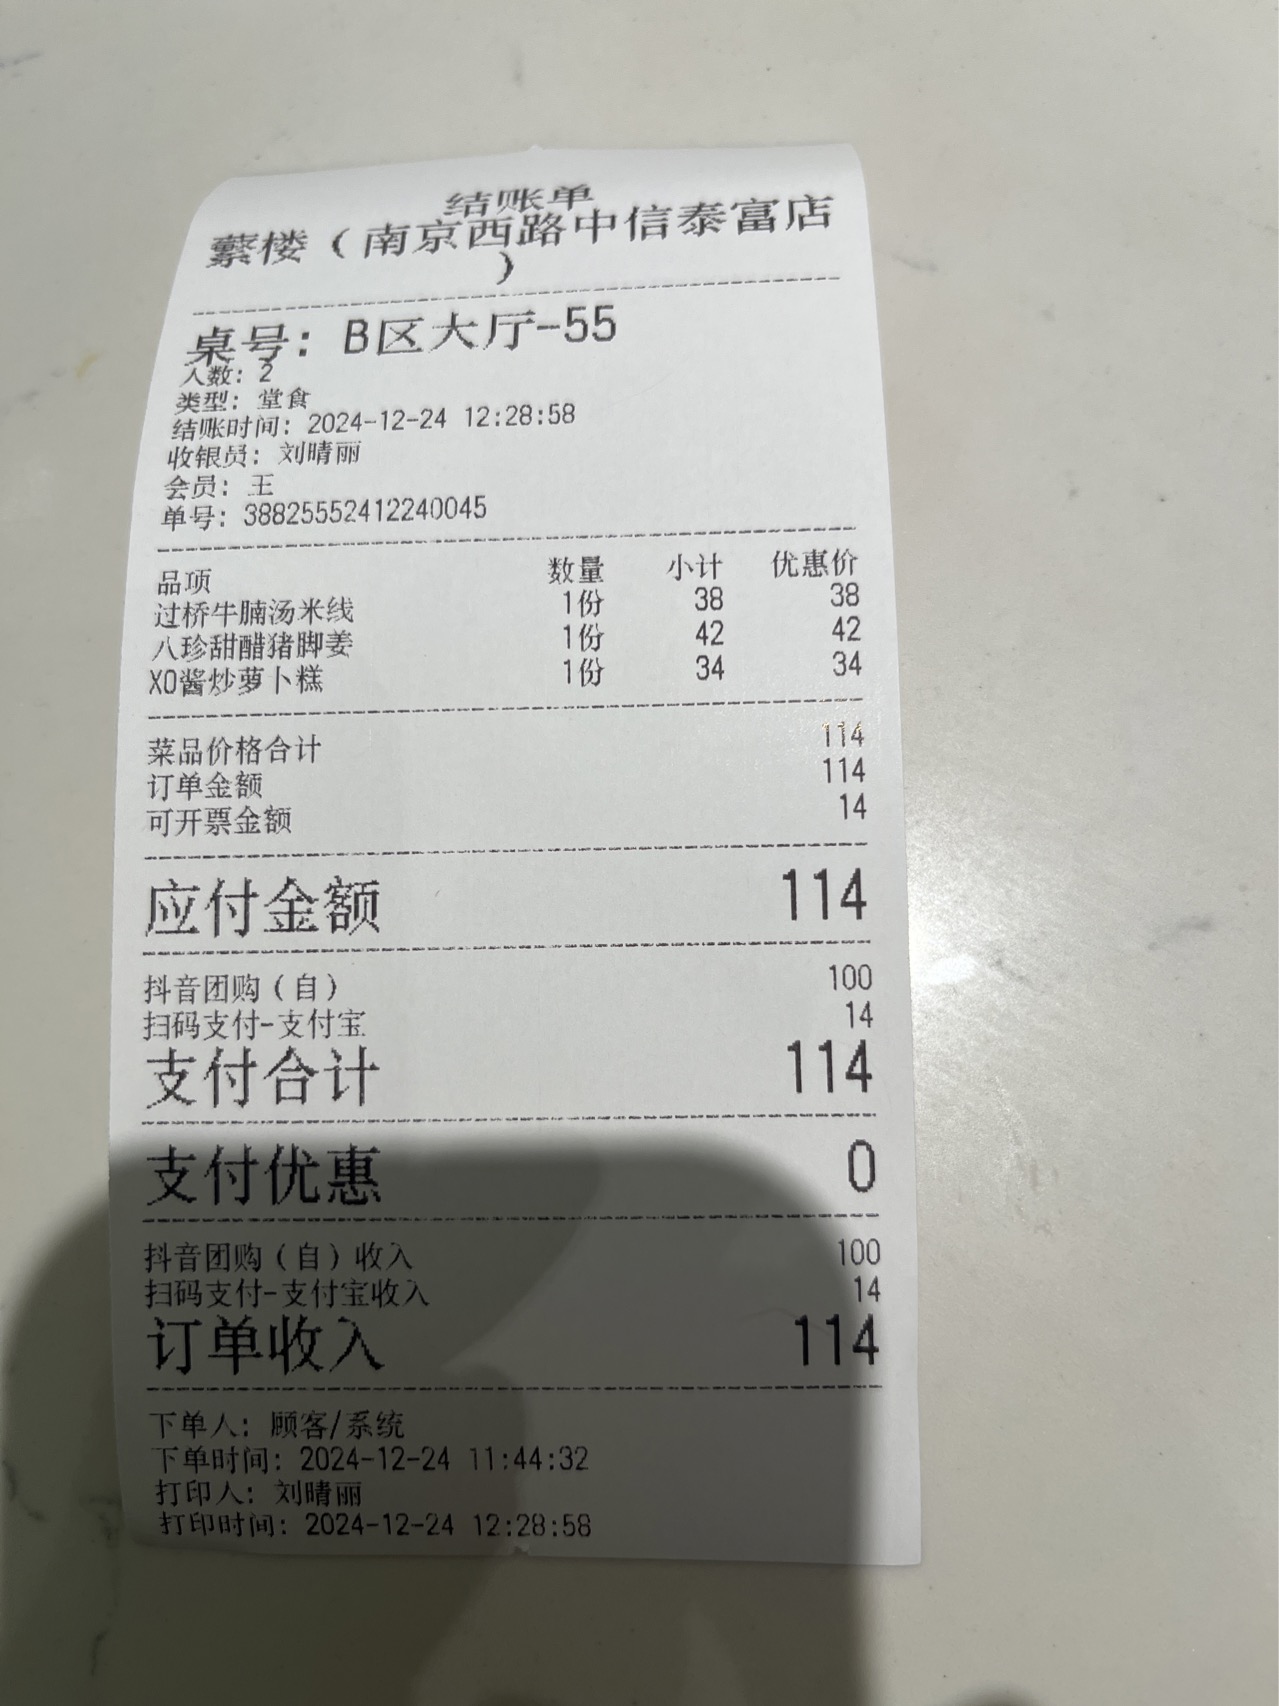 结账单
蘩楼（南京西路中信泰富店
）
桌号: B区大厅-55
人数: 2
类型: 堂食
结账时间: 2024-12-24 12:28:58
收银员: 刘晴丽
会员: 王
单号: 38825552412240045
品项 数量 小计 优惠价
过桥牛腩汤米线 1份 38 38
八珍甜醋猪脚姜 1份 42 42
XO酱炒萝卜糕 1份 34 34
菜品价格合计 114
订单金额 114
可开票金额 14
应付金额 114
抖音团购（自） 100
扫码支付-支付宝 14
支付合计 114
支付优惠 0
抖音团购（自）收入 100
扫码支付-支付宝收入 14
订单收入 114
下单人: 顾客/系统
下单时间: 2024-12-24 11:44:32
打印人: 刘晴丽
打印时间: 2024-12-24 12:28:58